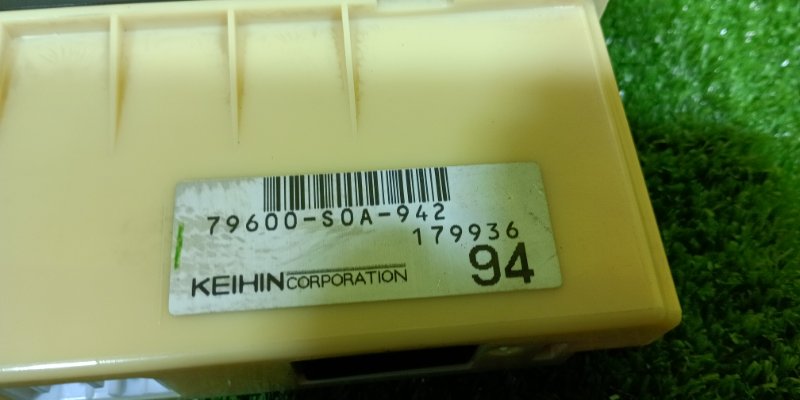 79600-S0A-942
179936
94
KEIHIN CORPORATION